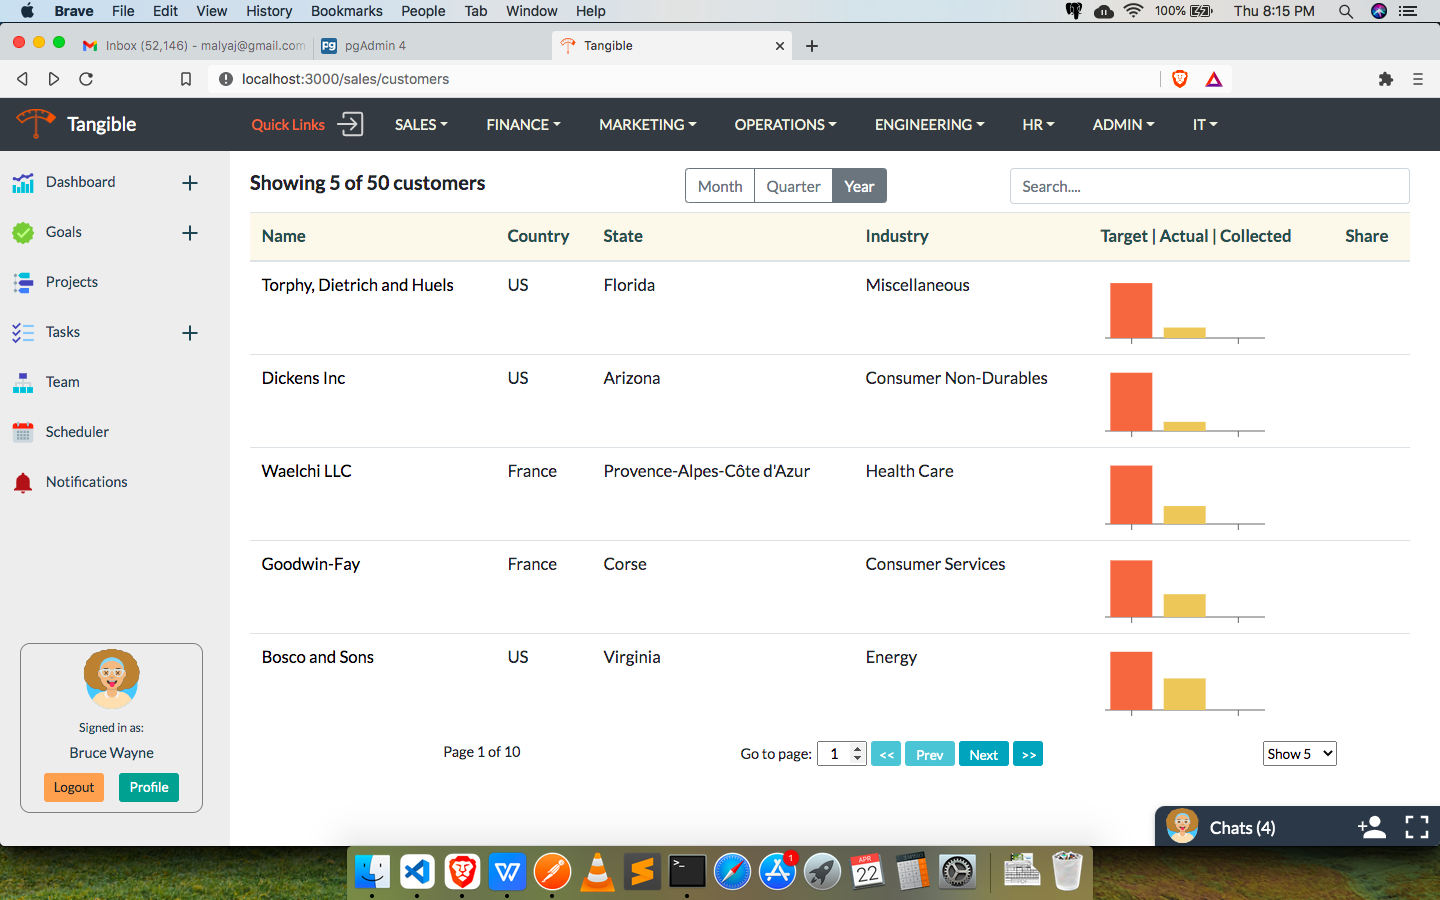 Brave File Edit View History Bookmarks People Tab Window Help 100% Thu 8:15 PM
Inbox (52,146) - malyaj@gmail.com pgAdmin 4 Tangible
localhost:3000/sales/customers
Tangible Quick Links SALES FINANCE MARKETING OPERATIONS ENGINEERING HR ADMIN IT
Dashboard
Goals
Projects
Tasks
Team
Scheduler
Notifications
Signed in as:
Bruce Wayne
Logout Profile
Showing 5 of 50 customers Month Quarter Year Search....
Name Country State Industry Target | Actual | Collected Share
Torphy, Dietrich and Huels US Florida Miscellaneous
Dickens Inc US Arizona Consumer Non-Durables
Waelchi LLC France Provence-Alpes-Côte d'Azur Health Care
Goodwin-Fay France Corse Consumer Services
Bosco and Sons US Virginia Energy
Page 1 of 10 Go to page: 1 << Prev Next >> Show 5
Chats (4)
1
APR
22